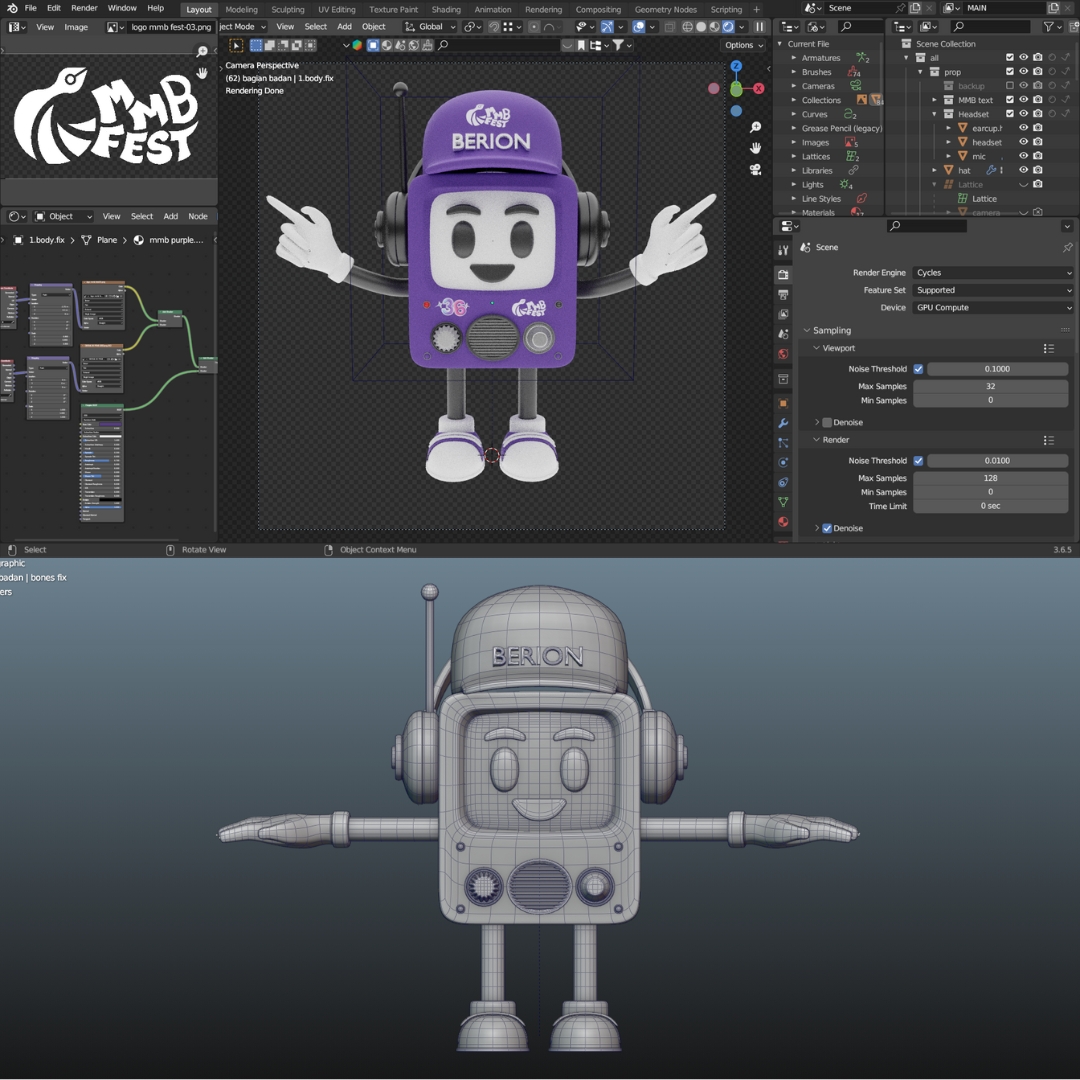 File Edit Render Window Help Layout Modeling Sculpting UV Editing Texture Paint Shading Animation Rendering Compositing Geometry Nodes Scripting +
Scene
MAIN
View Image logo mmb fest-03.png
ject Mode View Select Add Object Global
Options
MMB
FEST
Camera Perspective
(62) bagian badan | 1.body.fix
Rendering Done
Z
X
MMB
FEST
BERION
36
MMB
FEST
Object View Select Add Node
1.body.fix > Plane > mmb purple....
Current File
Armatures 2
Brushes 74
Cameras
Collections
Curves 2
Grease Pencil (legacy)
Images 5
Lattices 2
Libraries
Lights 4
Line Styles
Materials
Scene Collection
all
prop
backup
MMB text
Headset
earcup.r
headset
mic
hat
Lattice
Lattice
camera
Scene
Render Engine Cycles
Feature Set Supported
Device GPU Compute
Sampling
Viewport
Noise Threshold 0.1000
Max Samples 32
Min Samples 0
Denoise
Render
Noise Threshold 0.0100
Max Samples 128
Min Samples 0
Time Limit 0 sec
Denoise
Select Rotate View Object Context Menu 3.6.5
raphic
badan | bones fix
ers
BERION